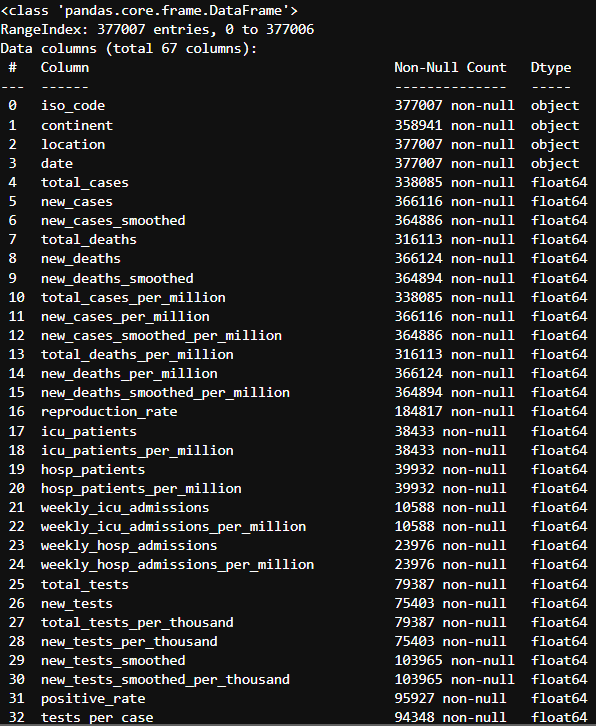 <class 'pandas.core.frame.DataFrame'>
RangeIndex: 377007 entries, 0 to 377006
Data columns (total 67 columns):
 #   Column                                      Non-Null Count   Dtype
---  ------                                      --------------   -----
 0   iso_code                                    377007 non-null  object
 1   continent                                   358941 non-null  object
 2   location                                    377007 non-null  object
 3   date                                        377007 non-null  object
 4   total_cases                                 338085 non-null  float64
 5   new_cases                                   366116 non-null  float64
 6   new_cases_smoothed                          364886 non-null  float64
 7   total_deaths                                316113 non-null  float64
 8   new_deaths                                  366124 non-null  float64
 9   new_deaths_smoothed                         364894 non-null  float64
 10  total_cases_per_million                     338085 non-null  float64
 11  new_cases_per_million                       366116 non-null  float64
 12  new_cases_smoothed_per_million              364886 non-null  float64
 13  total_deaths_per_million                    316113 non-null  float64
 14  new_deaths_per_million                      366124 non-null  float64
 15  new_deaths_smoothed_per_million             364894 non-null  float64
 16  reproduction_rate                           184817 non-null  float64
 17  icu_patients                                38433 non-null   float64
 18  icu_patients_per_million                    38433 non-null   float64
 19  hosp_patients                               39932 non-null   float64
 20  hosp_patients_per_million                   39932 non-null   float64
 21  weekly_icu_admissions                       10588 non-null   float64
 22  weekly_icu_admissions_per_million           10588 non-null   float64
 23  weekly_hosp_admissions                      23976 non-null   float64
 24  weekly_hosp_admissions_per_million          23976 non-null   float64
 25  total_tests                                 79387 non-null   float64
 26  new_tests                                   75403 non-null   float64
 27  total_tests_per_thousand                    79387 non-null   float64
 28  new_tests_per_thousand                      75403 non-null   float64
 29  new_tests_smoothed                          103965 non-null  float64
 30  new_tests_smoothed_per_thousand             103965 non-null  float64
 31  positive_rate                               95927 non-null   float64
 32  tests_per_case                              94348 non-null   float64